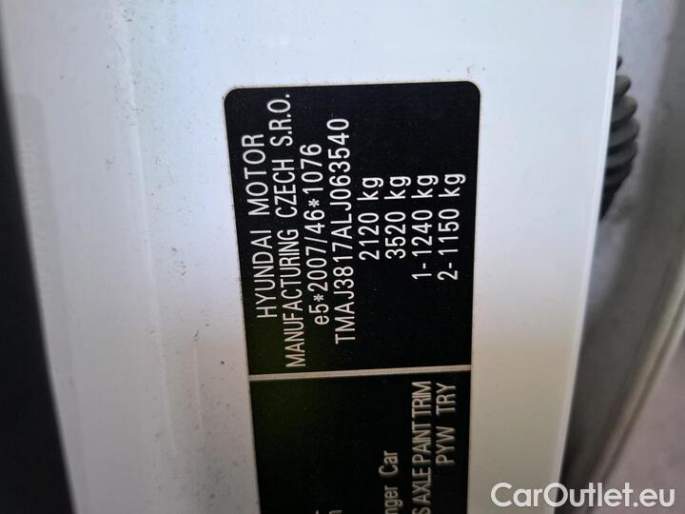 HYUNDAI MOTOR
MANUFACTURING CZECH S.R.O.
e5*2007/46*1076
TMAJ3817ALJ063540
2120 kg
3520 kg
1- 1240 kg
2- 1150 kg
Car
AXLE PAINT TRIM
PYW TRY
CarOutlet.eu